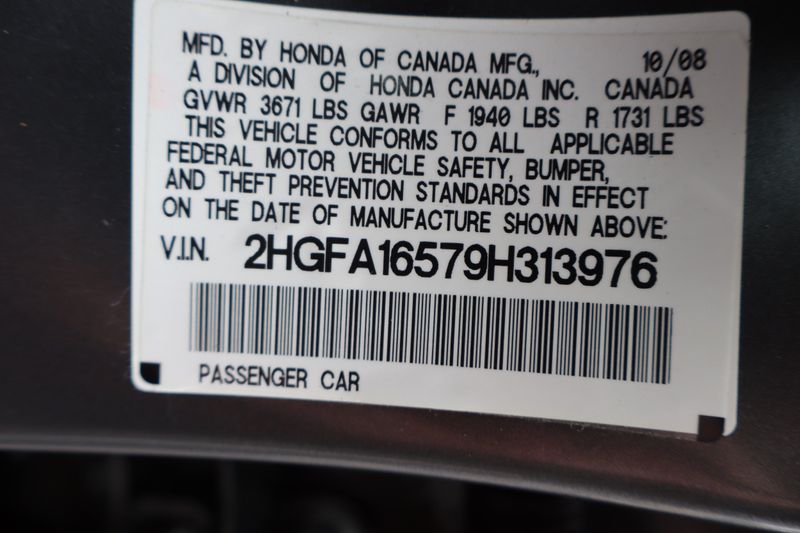 MFD. BY HONDA OF CANADA MFG., 10/08
A DIVISION OF HONDA CANADA INC. CANADA
GVWR 3671 LBS GAWR F 1940 LBS R 1731 LBS
THIS VEHICLE CONFORMS TO ALL APPLICABLE
FEDERAL MOTOR VEHICLE SAFETY, BUMPER,
AND THEFT PREVENTION STANDARDS IN EFFECT
ON THE DATE OF MANUFACTURE SHOWN ABOVE:
V.I.N. 2HGFA16579H313976
PASSENGER CAR